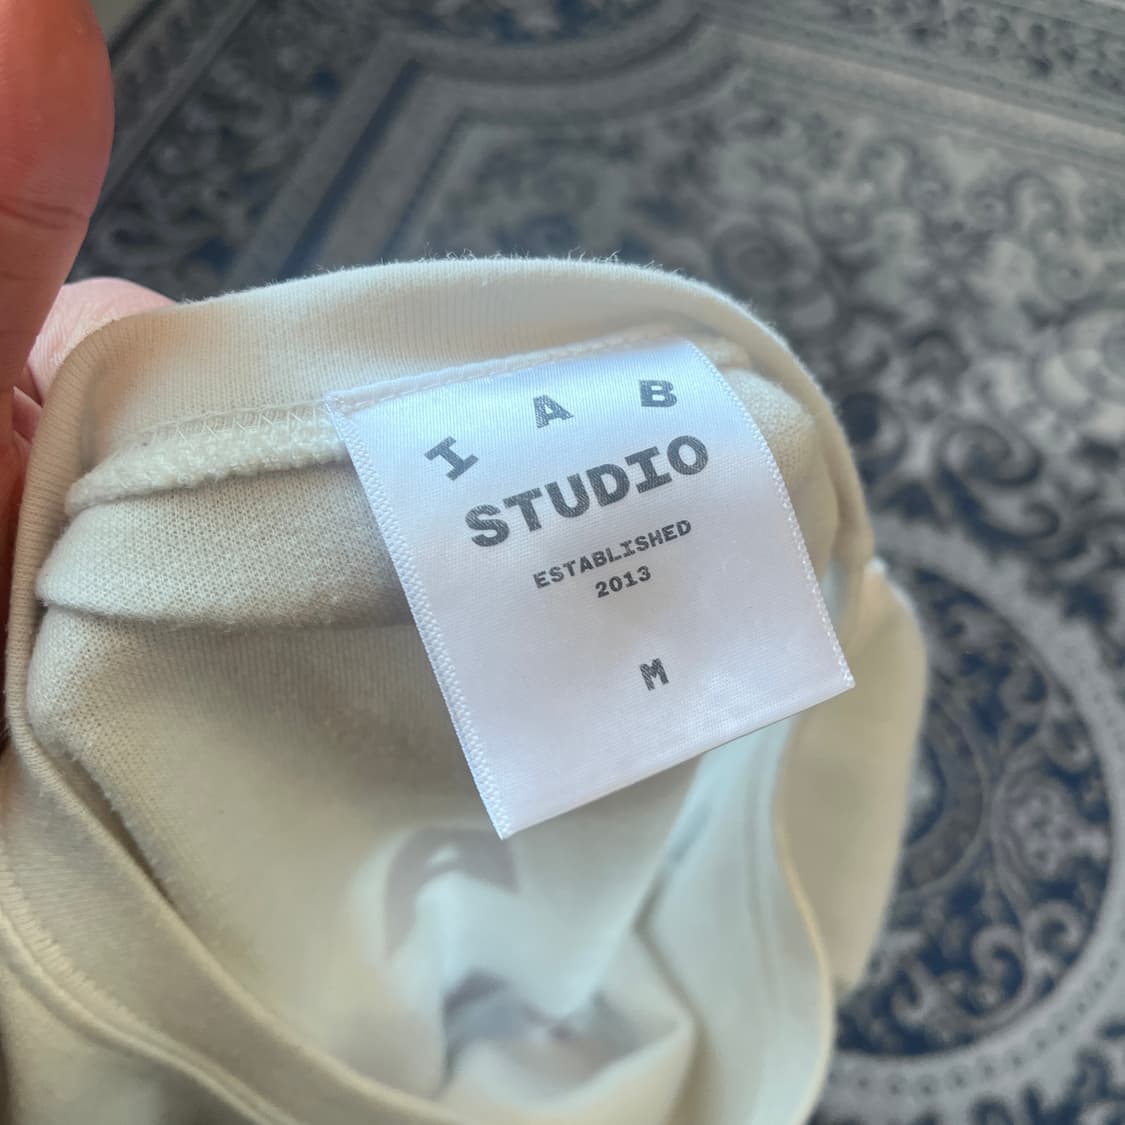 I A B
STUDIO
ESTABLISHED
2013
M